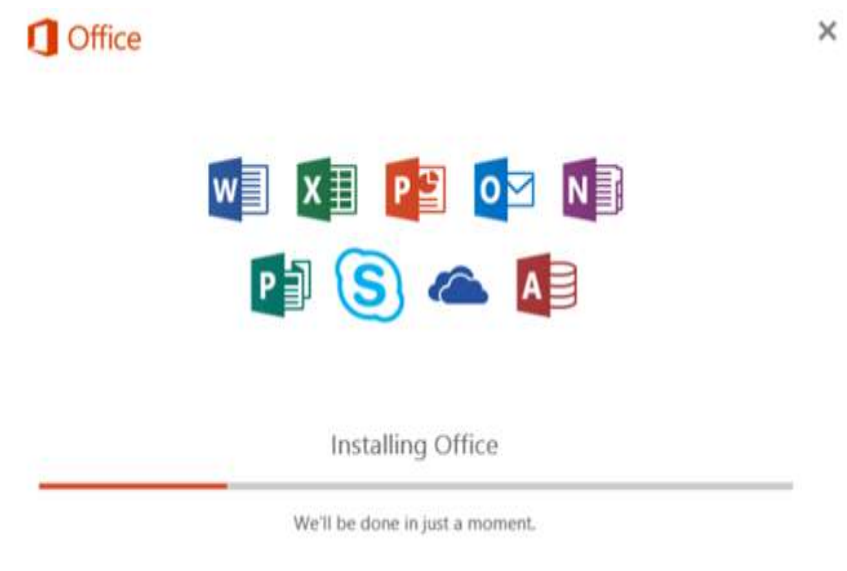 Office
W X P O N
P S A
Installing Office
We'll be done in just a moment.